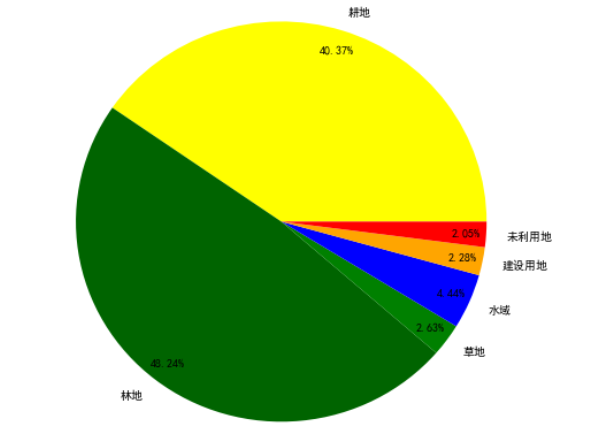 耕地
40.37%
2.05%
未利用地
2.28%
建设用地
4.44%
水域
2.63%
草地
48.24%
林地